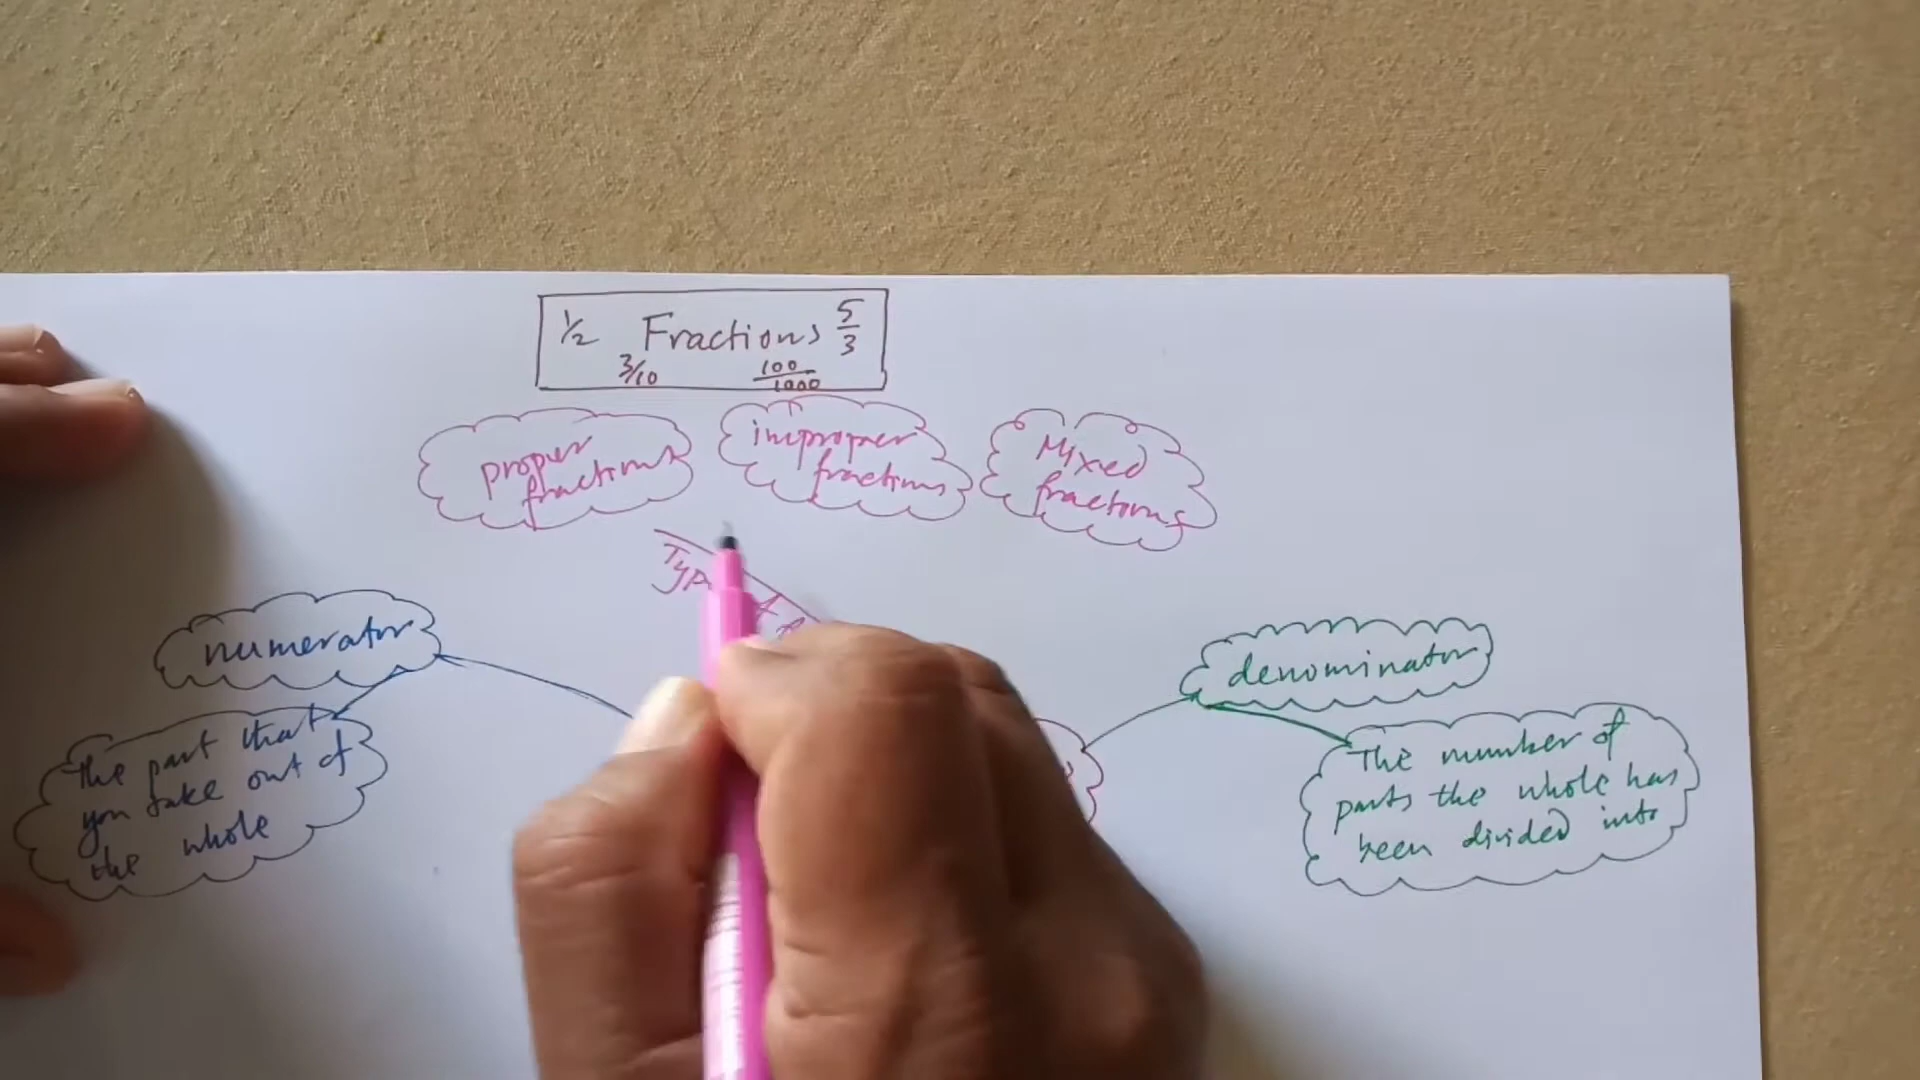 1/2 Fractions 5/3
3/10 100/1000
proper
fractions
improper
fractions
Mixed
fractions
numerator
denominator
the part that
you take out of
the whole
The number of
parts the whole has
been divided into